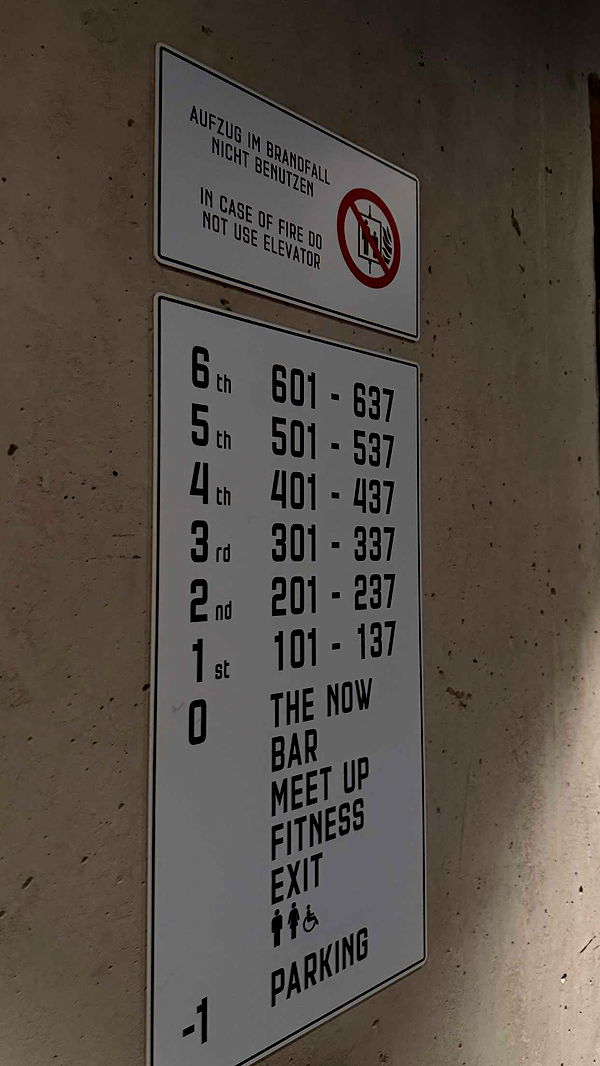 AUFZUG IM BRANDFALL
NICHT BENUTZEN
IN CASE OF FIRE DO
NOT USE ELEVATOR
6th 601 - 637
5th 501 - 537
4th 401 - 437
3rd 301 - 337
2nd 201 - 237
1st 101 - 137
0 THE NOW
BAR
MEET UP
FITNESS
EXIT
-1 PARKING